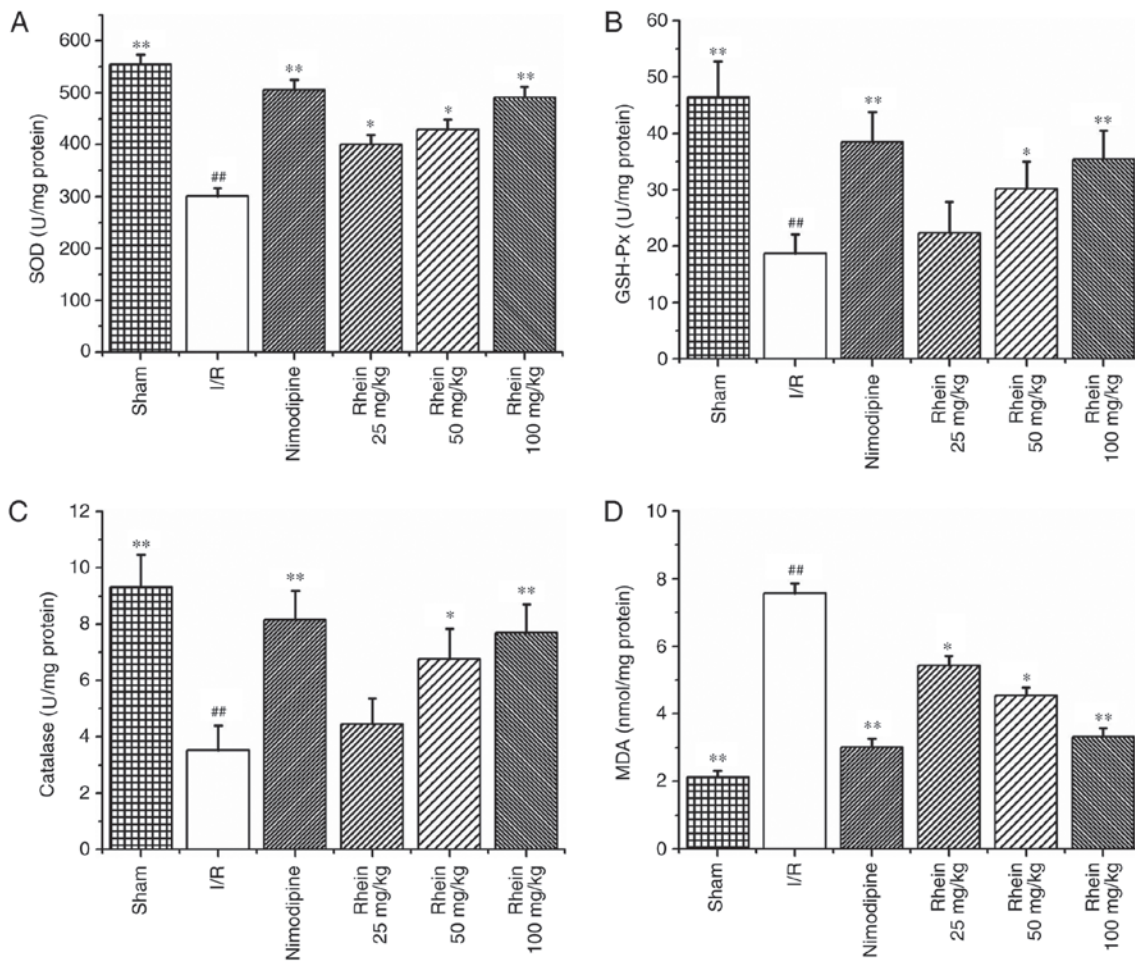 A
SOD (U/mg protein)
600
500
400
300
200
100
0
**
##
**
*
*
**
Sham
I/R
Nimodipine
Rhein
25 mg/kg
Rhein
50 mg/kg
Rhein
100 mg/kg
B
GSH-Px (U/mg protein)
60
50
40
30
20
10
0
**
##
**
*
**
Sham
I/R
Nimodipine
Rhein
25 mg/kg
Rhein
50 mg/kg
Rhein
100 mg/kg
C
Catalase (U/mg protein)
12
10
8
6
4
2
0
**
##
**
*
**
Sham
I/R
Nimodipine
Rhein
25 mg/kg
Rhein
50 mg/kg
Rhein
100 mg/kg
D
MDA (nmol/mg protein)
10
8
6
4
2
0
**
##
**
*
*
**
Sham
I/R
Nimodipine
Rhein
25 mg/kg
Rhein
50 mg/kg
Rhein
100 mg/kg